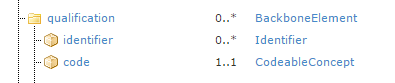 qualification 0..* BackboneElement
identifier 0..* Identifier
code 1..1 CodeableConcept